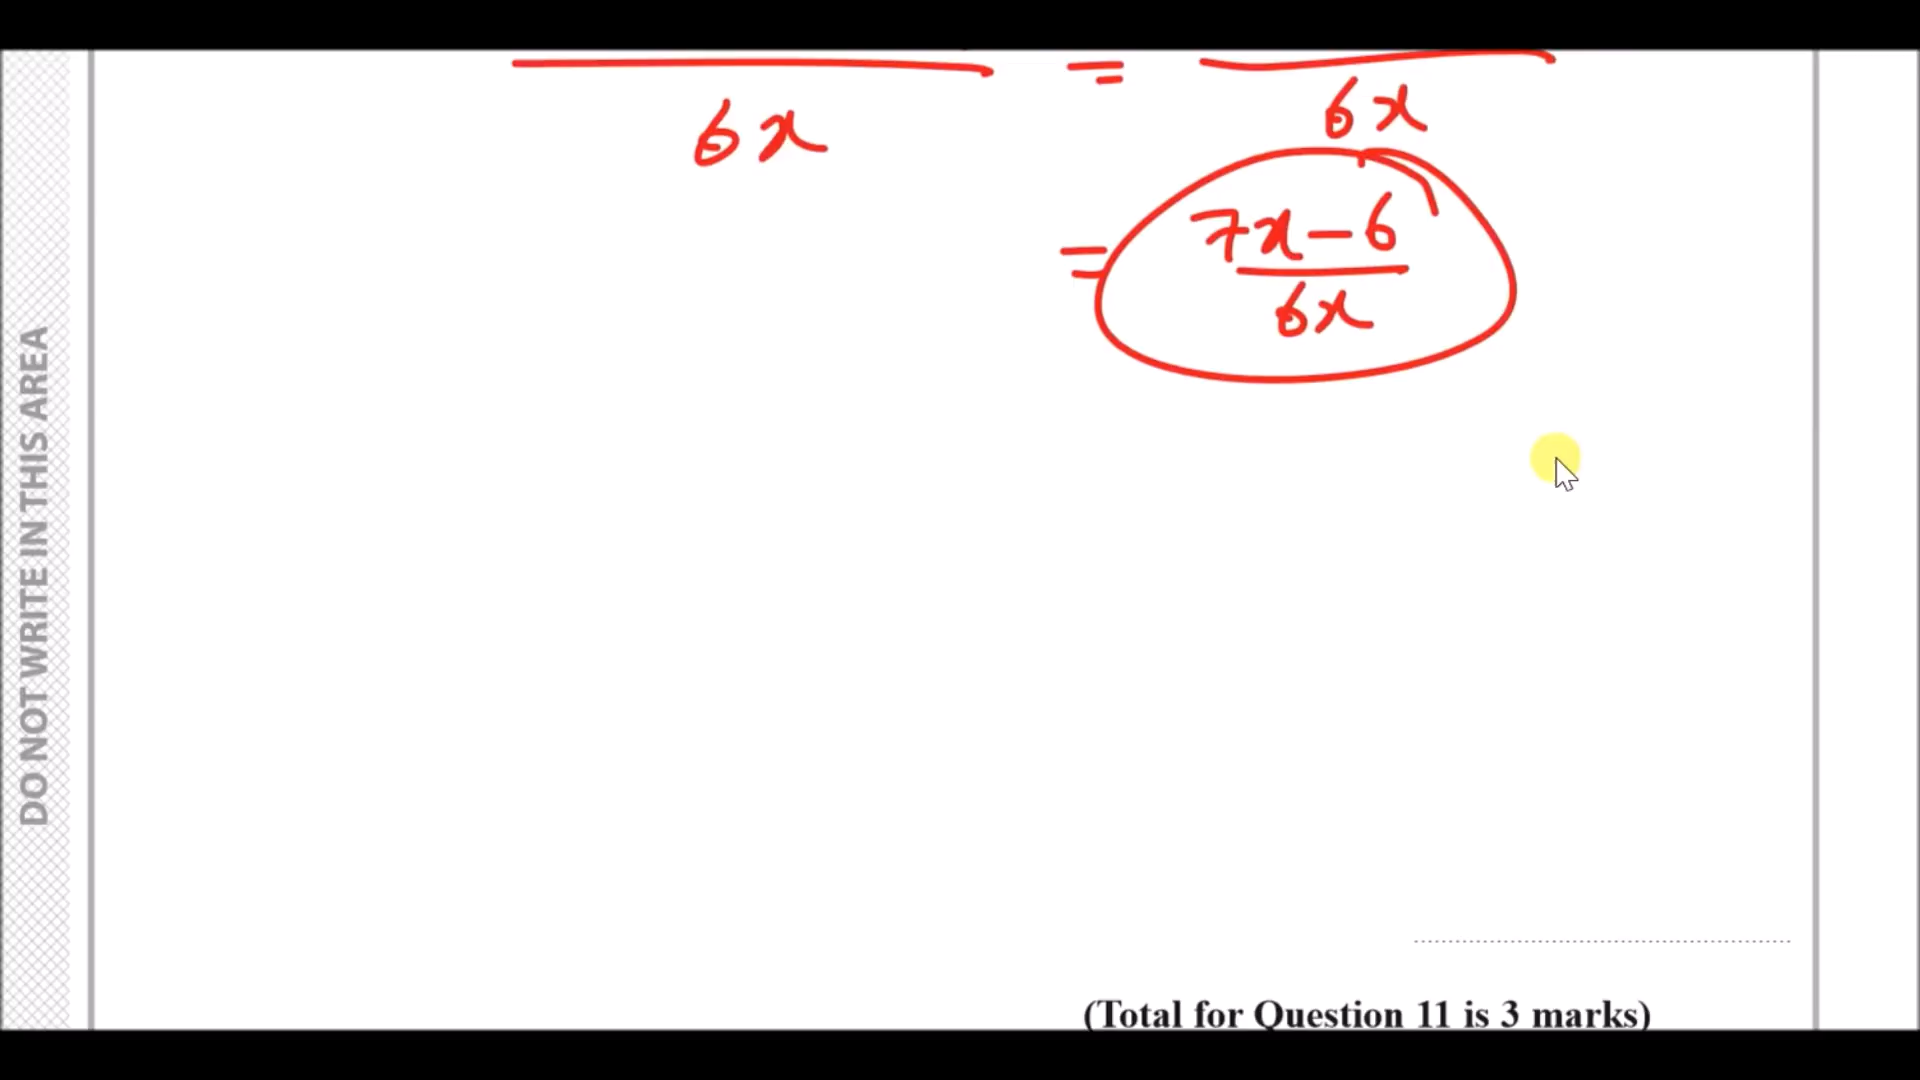 =
6x 6x
= 7x - 6
6x
DO NOT WRITE IN THIS AREA
(Total for Question 11 is 3 marks)